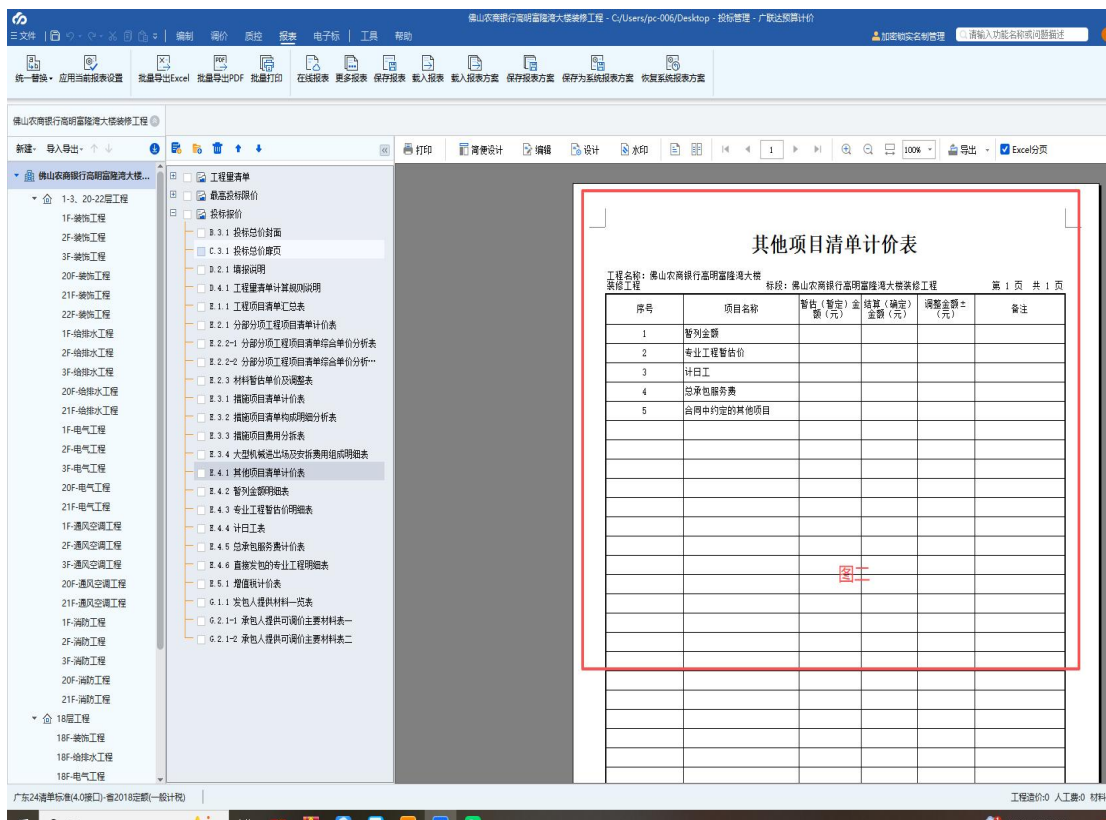 佛山农商银行高明富隆湾大楼装修工程 - C:/Users/pc-006/Desktop - 投标管理 - 广联达预算计价
三文件 编制 调价 质控 报表 电子标 工具 帮助 加密锁实名制管理 请输入功能名称或问题描述
统一替换 应用当前报表设置 批量导出Excel 批量导出PDF 批量打印 在线报表 更多报表 保存报表 载入报表 载入报表方案 保存报表方案 保存为系统报表方案 恢复系统报表方案
佛山农商银行高明富隆湾大楼装修工程
新建 导入导出 打印 简便设计 编辑 设计 水印 1 100% 导出 Excel分页
佛山农商银行高明富隆湾大楼...
1-3、20-22层工程
1F-装饰工程
2F-装饰工程
3F-装饰工程
20F-装饰工程
21F-装饰工程
22F-装饰工程
1F-给排水工程
2F-给排水工程
3F-给排水工程
20F-给排水工程
21F-给排水工程
1F-电气工程
2F-电气工程
3F-电气工程
20F-电气工程
21F-电气工程
1F-通风空调工程
2F-通风空调工程
3F-通风空调工程
20F-通风空调工程
21F-通风空调工程
1F-消防工程
2F-消防工程
3F-消防工程
20F-消防工程
21F-消防工程
18层工程
18F-装饰工程
18F-给排水工程
18F-电气工程
工程量清单
最高投标限价
投标报价
D.3.1 投标总价封面
C.3.1 投标总价扉页
D.2.1 填报说明
D.4.1 工程量清单计算规则说明
E.1.1 工程项目清单汇总表
E.2.1 分部分项工程项目清单计价表
E.2.2-1 分部分项工程项目清单综合单价分析表
E.2.2-2 分部分项工程项目清单综合单价分析…
E.2.3 材料暂估单价及调整表
E.3.1 措施项目清单计价表
E.3.2 措施项目清单构成明细分析表
E.3.3 措施项目费用分拆表
E.3.4 大型机械进出场及安拆费用组成明细表
E.4.1 其他项目清单计价表
E.4.2 暂列金额明细表
E.4.3 专业工程暂估价明细表
E.4.4 计日工表
E.4.5 总承包服务费计价表
E.4.6 直接发包的专业工程明细表
E.5.1 增值税计价表
G.1.1 发包人提供材料一览表
G.2.1-1 承包人提供可调价主要材料表一
G.2.1-2 承包人提供可调价主要材料表二
其他项目清单计价表
工程名称：佛山农商银行高明富隆湾大楼
装修工程 标段：佛山农商银行高明富隆湾大楼装修工程 第 1 页 共 1 页
序号 项目名称 暂估（暂定）金额（元） 结算（确定）金额（元） 调整金额±（元） 备注
1 暂列金额
2 专业工程暂估价
3 计日工
4 总承包服务费
5 合同中约定的其他项目
图二
广东24清单标准(4.0接口)-省2018定额(一般计税) 工程造价:0 人工费:0 材料